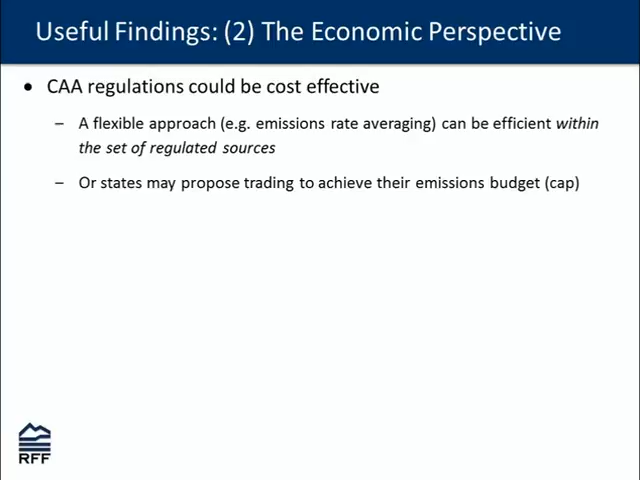 Useful Findings: (2) The Economic Perspective
• CAA regulations could be cost effective
– A flexible approach (e.g. emissions rate averaging) can be efficient within
the set of regulated sources
– Or states may propose trading to achieve their emissions budget (cap)
RFF